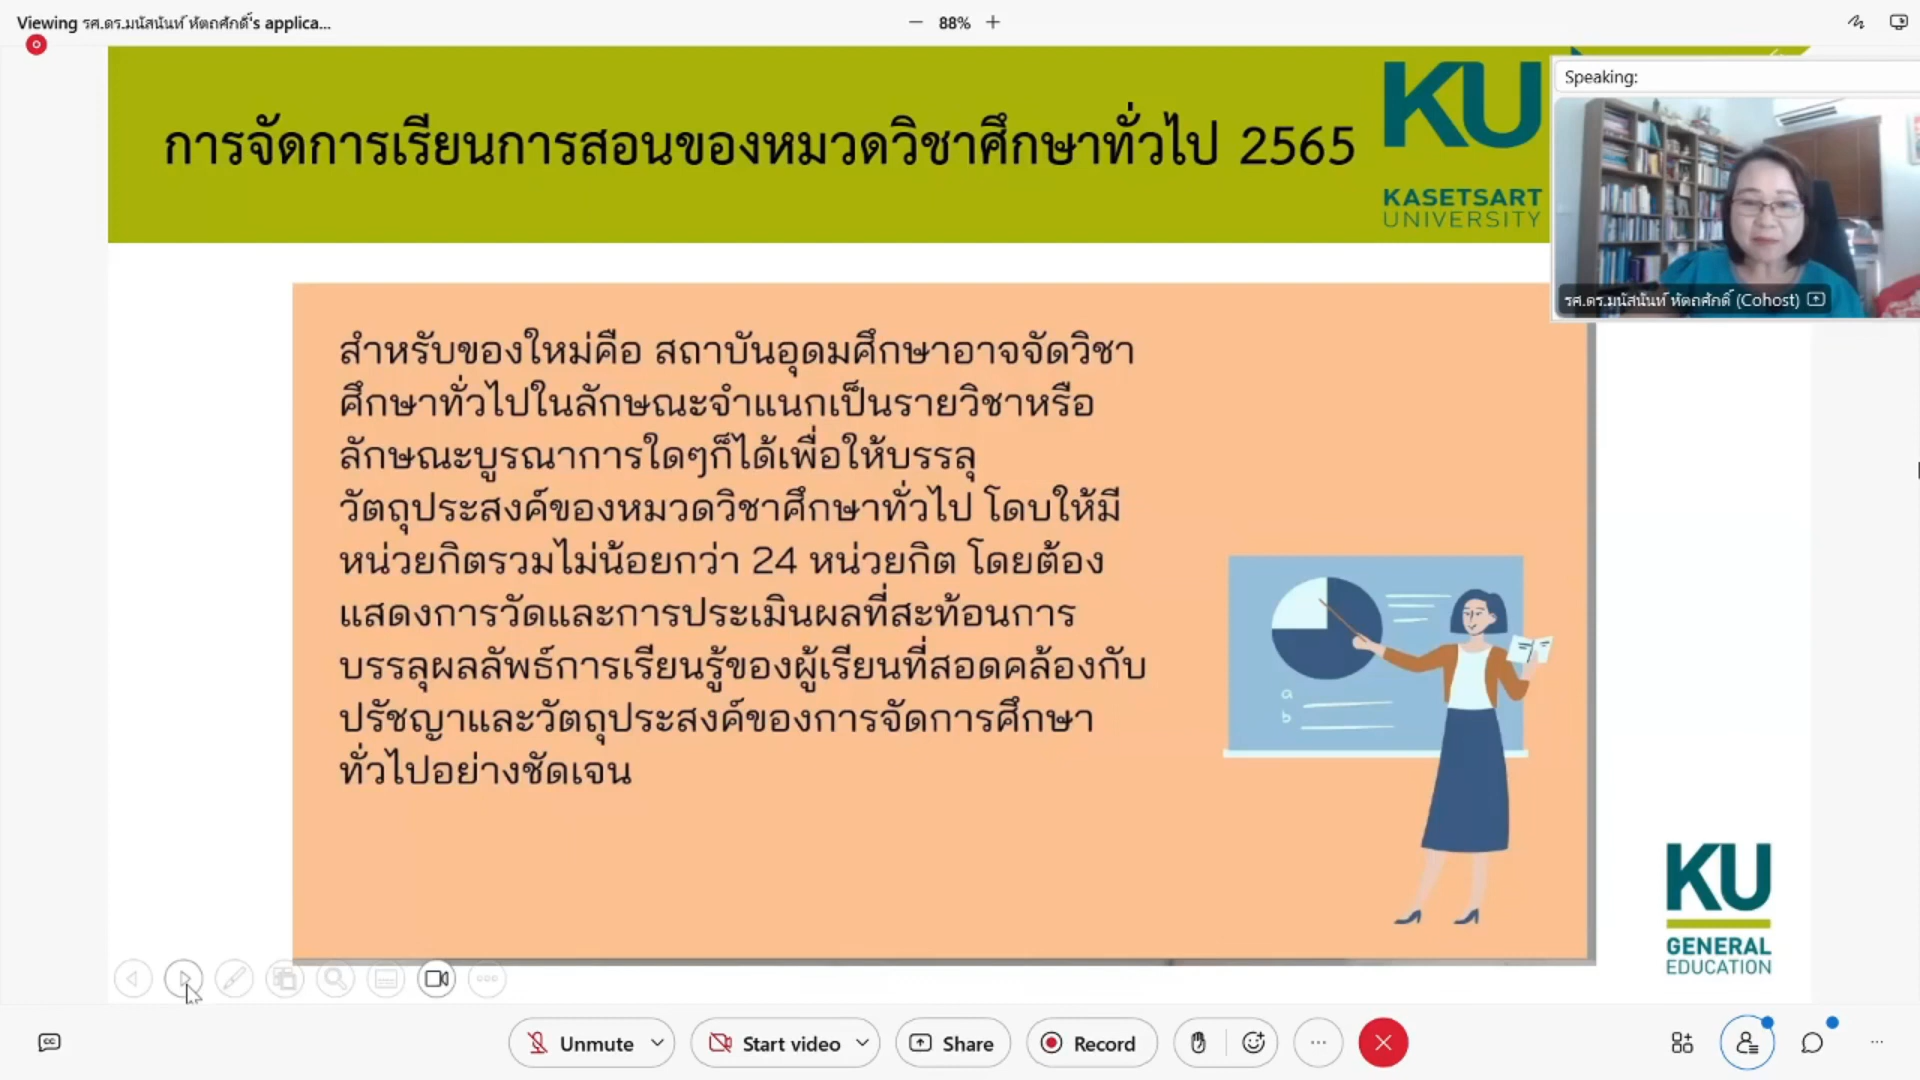 Viewing รศ.ดร.มนัสนันท์ หัตถศักดิ์'s applica...
88%
การจัดการเรียนการสอนของหมวดวิชาศึกษาทั่วไป 2565
KU
KASETSART
UNIVERSITY
Speaking:
รศ.ดร.มนัสนันท์ หัตถศักดิ์ (Cohost)
สำหรับของใหม่คือ สถาบันอุดมศึกษาอาจจัดวิชา
ศึกษาทั่วไปในลักษณะจำแนกเป็นรายวิชาหรือ
ลักษณะบูรณาการใดๆก็ได้เพื่อให้บรรลุ
วัตถุประสงค์ของหมวดวิชาศึกษาทั่วไป โดบให้มี
หน่วยกิตรวมไม่น้อยกว่า 24 หน่วยกิต โดยต้อง
แสดงการวัดและการประเมินผลที่สะท้อนการ
บรรลุผลลัพธ์การเรียนรู้ของผู้เรียนที่สอดคล้องกับ
ปรัชญาและวัตถุประสงค์ของการจัดการศึกษา
ทั่วไปอย่างชัดเจน
a
b
KU
GENERAL
EDUCATION
CC
Unmute
Start video
Share
Record